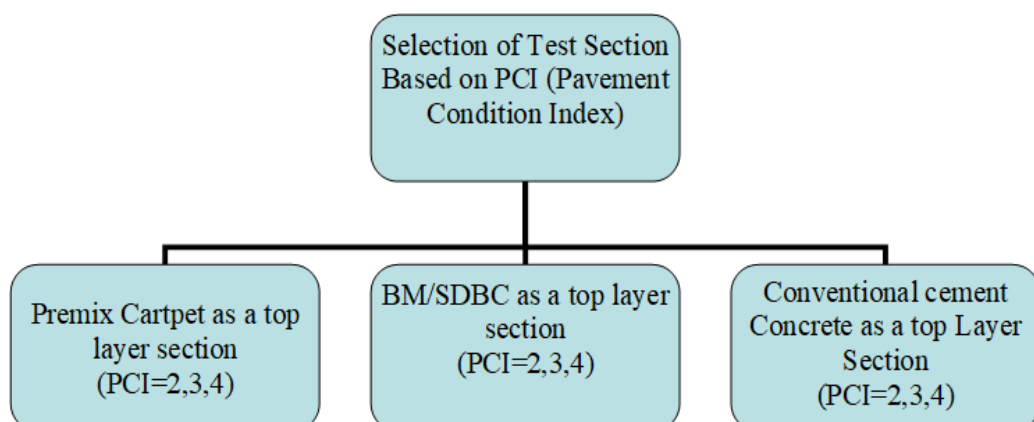 Selection of Test Section
Based on PCI (Pavement
Condition Index)
Premix Cartpet as a top
layer section
(PCI=2,3,4)
BM/SDBC as a top layer
section
(PCI=2,3,4)
Conventional cement
Concrete as a top Layer
Section
(PCI=2,3,4)